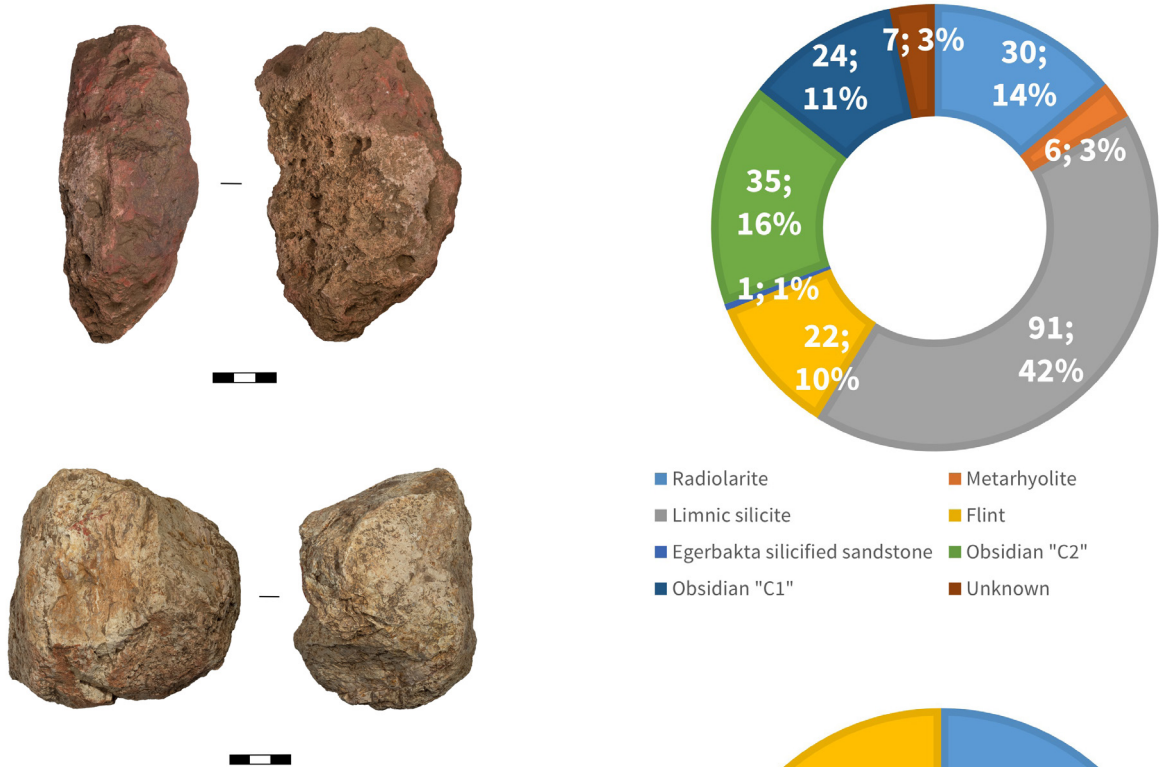 7; 3%
30;
14%
24;
11%
6; 3%
35;
16%
1; 1%
91;
42%
22;
10%
Radiolarite
Metarhyolite
Limnic silicite
Flint
Egerbakta silicified sandstone
Obsidian "C2"
Obsidian "C1"
Unknown